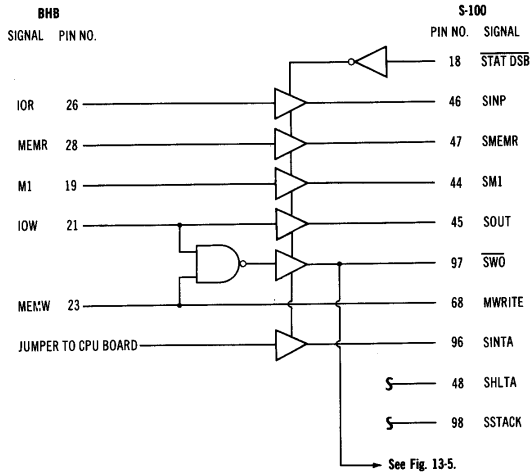 BHB
S-100
SIGNAL PIN NO.
PIN NO. SIGNAL
18 STAT DSB
IOR 26
46 SINP
MEMR 28
47 SMEMR
M1 19
44 SM1
IOW 21
45 SOUT
97 SWO
MEMW 23
68 MWRITE
JUMPER TO CPU BOARD
96 SINTA
48 SHLTA
98 SSTACK
See Fig. 13-5.